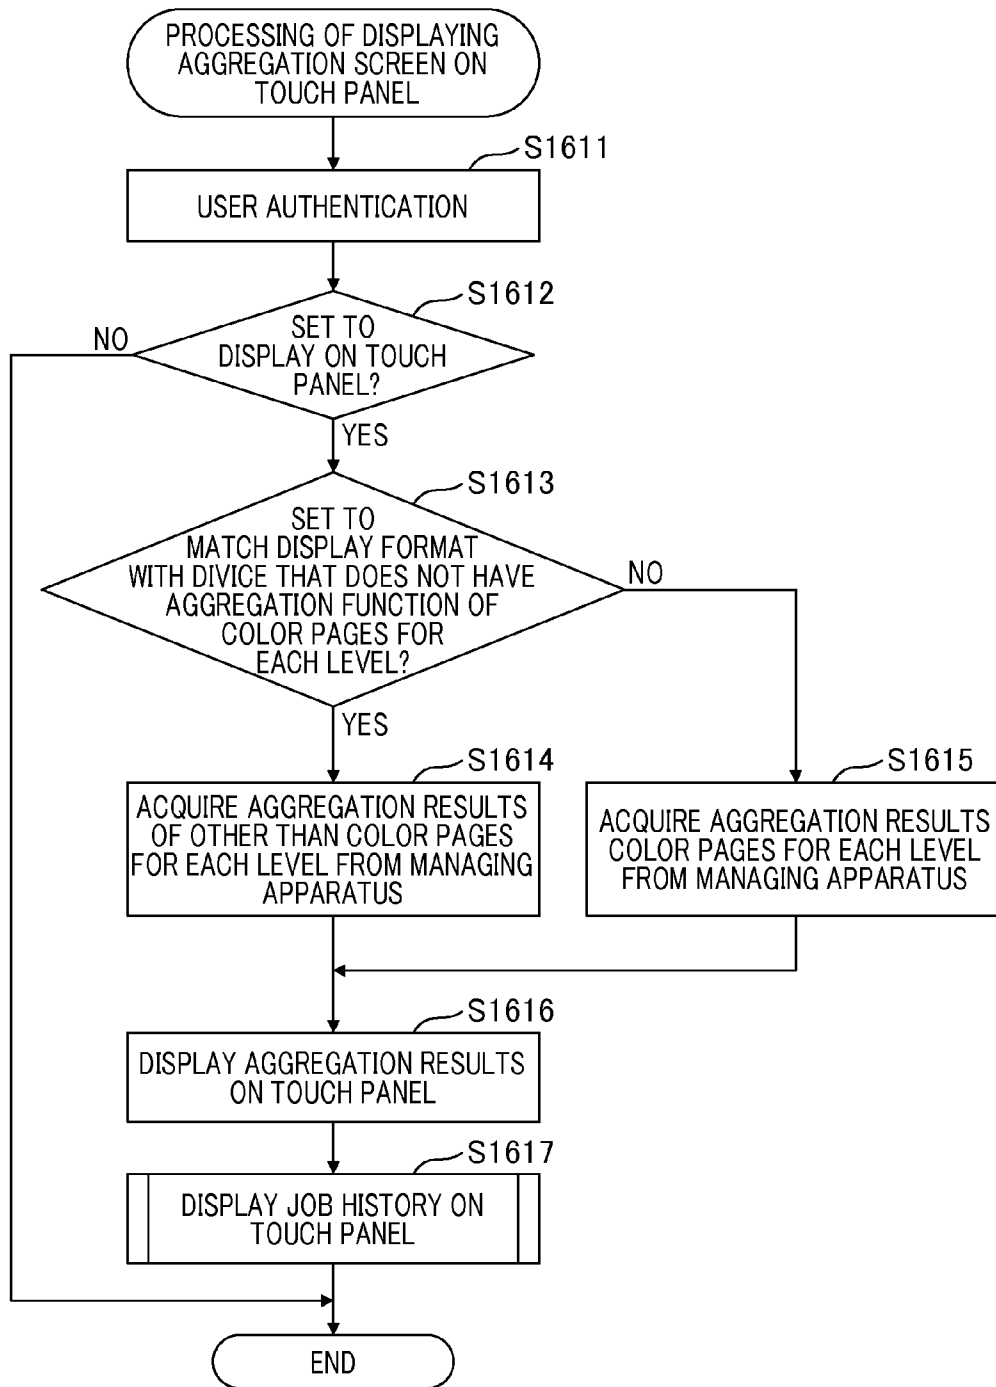 PROCESSING OF DISPLAYING
AGGREGATION SCREEN ON
TOUCH PANEL
S1611
USER AUTHENTICATION
S1612
NO
SET TO
DISPLAY ON TOUCH
PANEL?
YES
S1613
SET TO
MATCH DISPLAY FORMAT
WITH DIVICE THAT DOES NOT HAVE
AGGREGATION FUNCTION OF
COLOR PAGES FOR
EACH LEVEL?
NO
YES
S1614
ACQUIRE AGGREGATION RESULTS
OF OTHER THAN COLOR PAGES
FOR EACH LEVEL FROM MANAGING
APPARATUS
S1615
ACQUIRE AGGREGATION RESULTS
COLOR PAGES FOR EACH LEVEL
FROM MANAGING APPARATUS
S1616
DISPLAY AGGREGATION RESULTS
ON TOUCH PANEL
S1617
DISPLAY JOB HISTORY ON
TOUCH PANEL
END